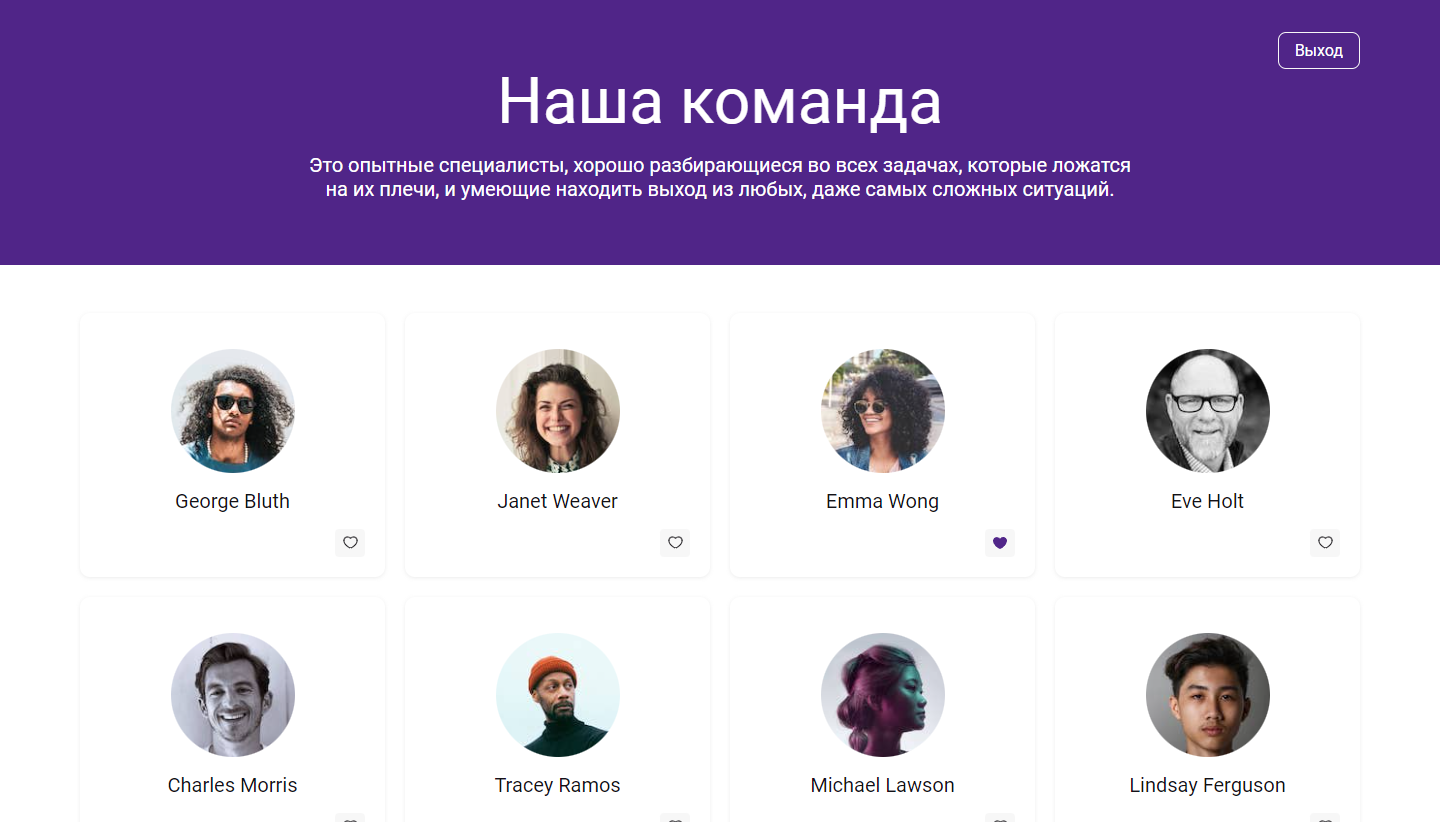 Выход
Наша команда
Это опытные специалисты, хорошо разбирающиеся во всех задачах, которые ложатся
на их плечи, и умеющие находить выход из любых, даже самых сложных ситуаций.
George Bluth
Janet Weaver
Emma Wong
Eve Holt
Charles Morris
Tracey Ramos
Michael Lawson
Lindsay Ferguson